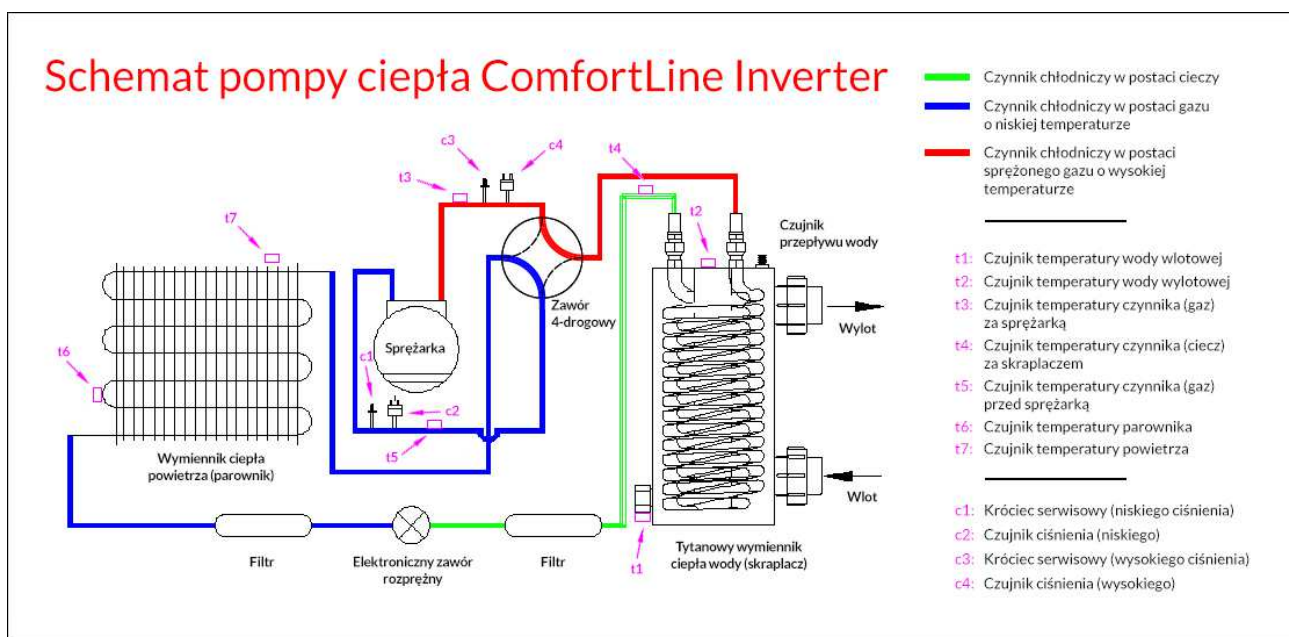 Schemat pompy ciepła ComfortLine Inverter
Czynnik chłodniczy w postaci cieczy
Czynnik chłodniczy w postaci gazu
o niskiej temperaturze
Czynnik chłodniczy w postaci
sprężonego gazu o wysokiej
temperaturze
c3
c4
t3
t4
t7
t2
Czujnik
przepływu wody
Zawór
4-drogowy
Wylot
Sprężarka
t6
c1
c2
t5
Wymiennik ciepła
powietrza (parownik)
Wlot
Filtr
Elektroniczny zawór
rozprężny
Filtr
t1
Tytanowy wymiennik
ciepła wody (skraplacz)
t1: Czujnik temperatury wody wlotowej
t2: Czujnik temperatury wody wylotowej
t3: Czujnik temperatury czynnika (gaz)
za sprężarką
t4: Czujnik temperatury czynnika (ciecz)
za skraplaczem
t5: Czujnik temperatury czynnika (gaz)
przed sprężarką
t6: Czujnik temperatury parownika
t7: Czujnik temperatury powietrza
c1: Króciec serwisowy (niskiego ciśnienia)
c2: Czujnik ciśnienia (niskiego)
c3: Króciec serwisowy (wysokiego ciśnienia)
c4: Czujnik ciśnienia (wysokiego)